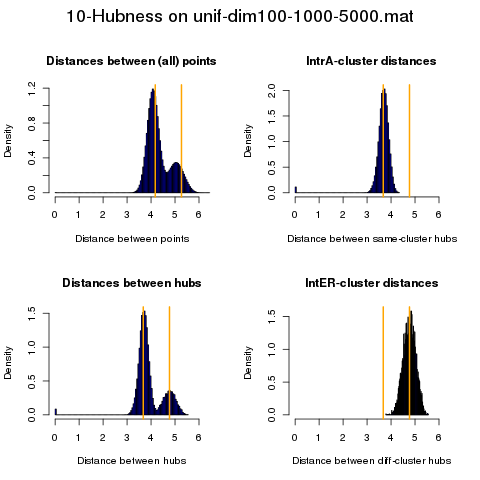 10-Hubness on unif-dim100-1000-5000.mat
Distances between (all) points
Density
0.0 0.4 0.8 1.2
0 1 2 3 4 5 6
Distance between points
IntrA-cluster distances
Density
0.0 0.5 1.0 1.5 2.0
0 1 2 3 4 5 6
Distance between same-cluster hubs
Distances between hubs
Density
0.0 0.5 1.0 1.5
0 1 2 3 4 5 6
Distance between hubs
IntER-cluster distances
Density
0.0 0.5 1.0 1.5
0 1 2 3 4 5 6
Distance between diff-cluster hubs